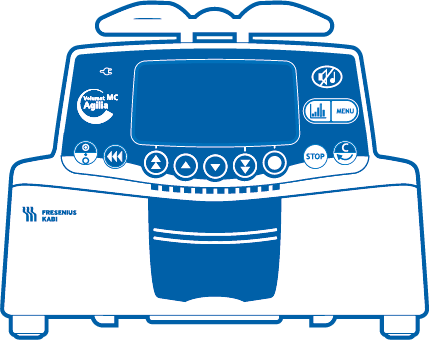 Volumat MC
Agilia
MENU
STOP
C
FRESENIUS
KABI